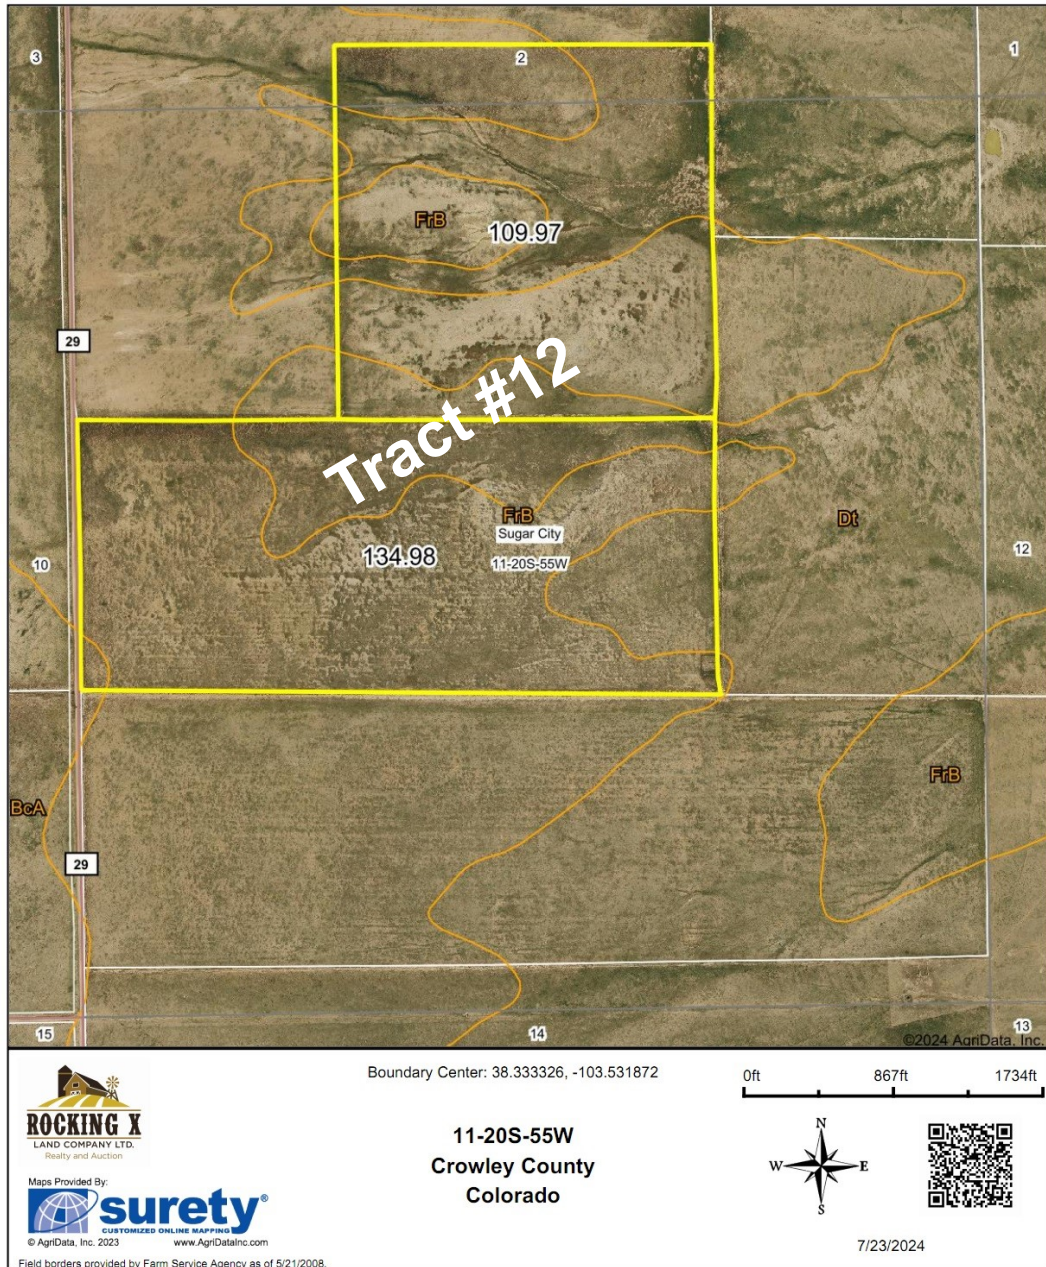 3
2
1
FrB
109.97
29
Tract #12
FrB
Sugar City
Dt
134.98
11-20S-55W
10
12
FrB
BcA
29
15
14
13
©2024 AgriData, Inc.
ROCKING X
LAND COMPANY LTD.
Realty and Auction
Boundary Center: 38.333326, -103.531872
0ft 867ft 1734ft
11-20S-55W
Crowley County
Colorado
N
W E
S
Maps Provided By:
surety®
CUSTOMIZED ONLINE MAPPING
© AgriData, Inc. 2023 www.AgriDataInc.com
7/23/2024
Field borders provided by Farm Service Agency as of 5/21/2008.